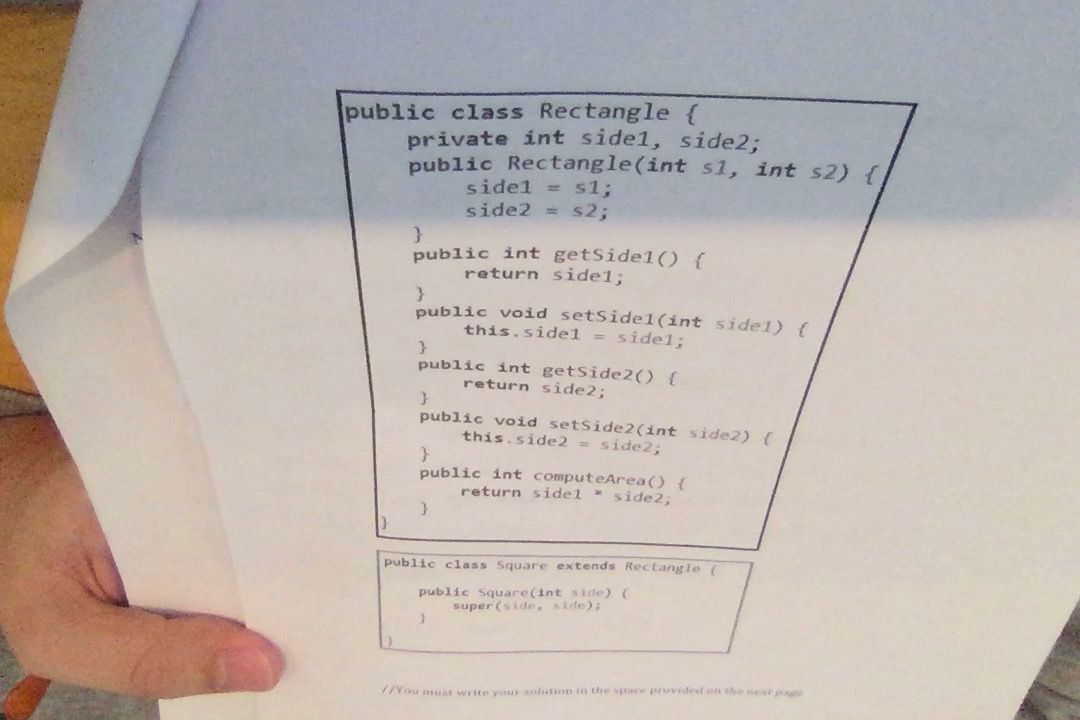 public class Rectangle {
private int side1, side2;
public Rectangle(int s1, int s2) {
side1 = s1;
side2 = s2;
}
public int getSide1() {
return side1;
}
public void setSide1(int side1) {
this.side1 = side1;
}
public int getSide2() {
return side2;
}
public void setSide2(int side2) {
this.side2 = side2;
}
public int computeArea() {
return side1 * side2;
}
}
public class Square extends Rectangle {
public Square(int side) {
super(side, side);
}
}
//You must write your solution in the space provided on the next page